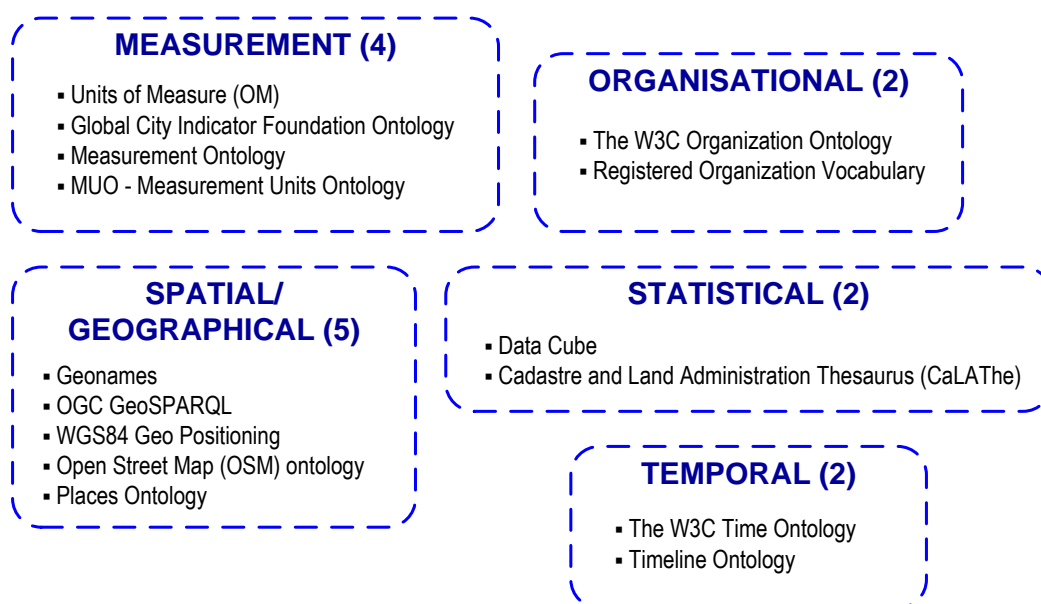 MEASUREMENT (4)
▪ Units of Measure (OM)
▪ Global City Indicator Foundation Ontology
▪ Measurement Ontology
▪ MUO - Measurement Units Ontology
ORGANISATIONAL (2)
▪ The W3C Organization Ontology
▪ Registered Organization Vocabulary
SPATIAL/
GEOGRAPHICAL (5)
▪ Geonames
▪ OGC GeoSPARQL
▪ WGS84 Geo Positioning
▪ Open Street Map (OSM) ontology
▪ Places Ontology
STATISTICAL (2)
▪ Data Cube
▪ Cadastre and Land Administration Thesaurus (CaLAThe)
TEMPORAL (2)
▪ The W3C Time Ontology
▪ Timeline Ontology